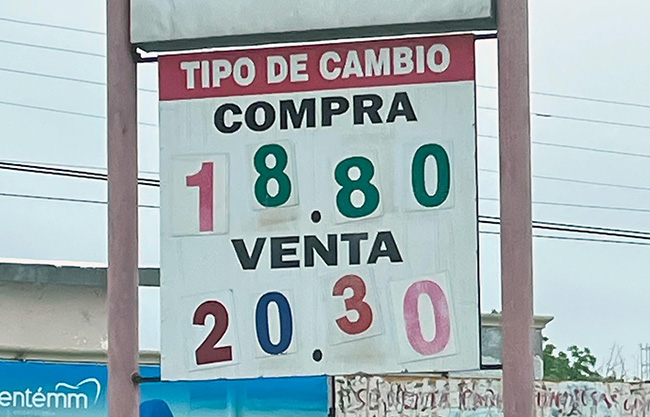 TIPO DE CAMBIO
COMPRA
18.80
VENTA
20.30
entémm